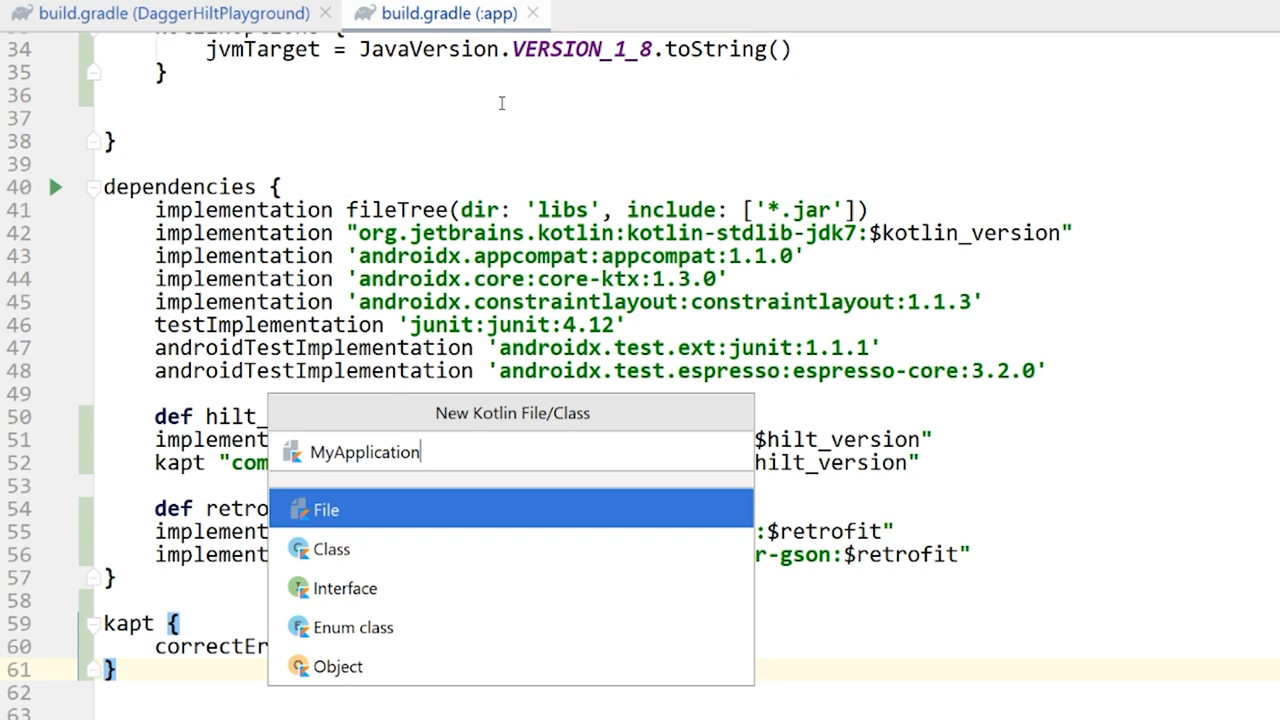 build.gradle (DaggerHiltPlayground)
build.gradle (:app)
34 jvmTarget = JavaVersion.VERSION_1_8.toString()
35 }
36
37
38 }
39
40 dependencies {
41 implementation fileTree(dir: 'libs', include: ['*.jar'])
42 implementation "org.jetbrains.kotlin:kotlin-stdlib-jdk7:$kotlin_version"
43 implementation 'androidx.appcompat:appcompat:1.1.0'
44 implementation 'androidx.core:core-ktx:1.3.0'
45 implementation 'androidx.constraintlayout:constraintlayout:1.1.3'
46 testImplementation 'junit:junit:4.12'
47 androidTestImplementation 'androidx.test.ext:junit:1.1.1'
48 androidTestImplementation 'androidx.test.espresso:espresso-core:3.2.0'
49
50 def hilt_
51 implement $hilt_version"
52 kapt "com hilt_version"
53
54 def retro
55 implement :$retrofit"
56 implement r-gson:$retrofit"
57 }
58
59 kapt {
60 correctEr
61 }
62
63
New Kotlin File/Class
MyApplication
File
Class
Interface
Enum class
Object